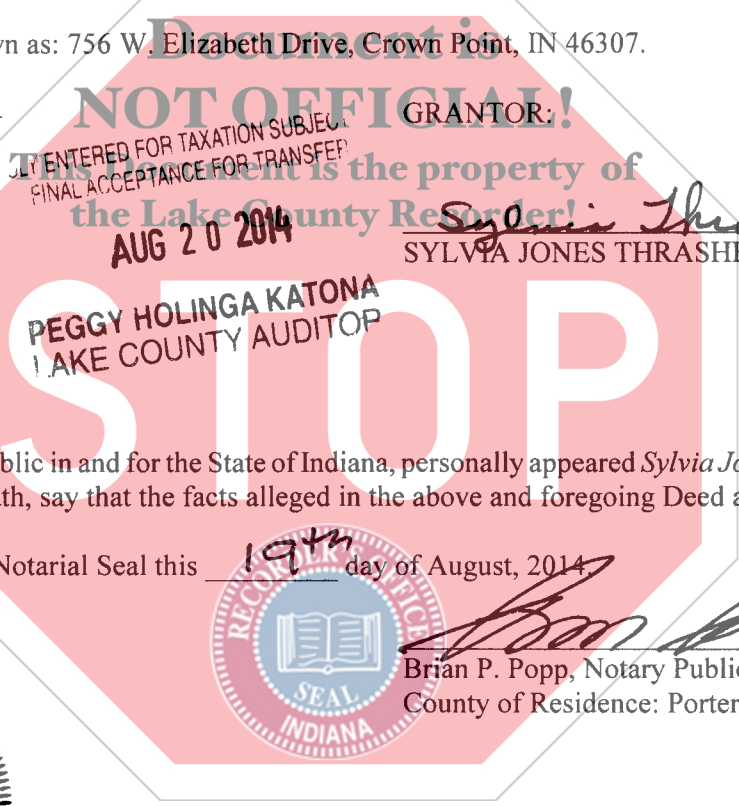 wn as: 756 W. Elizabeth Drive, Crown Point, IN 46307.
Document is
NOT OFFICIAL!
This Document is the property of
the Lake County Recorder!
STOP
ENTERED FOR TAXATION SUBJECT
FINAL ACCEPTANCE FOR TRANSFER
AUG 20 2014
PEGGY HOLINGA KATONA
LAKE COUNTY AUDITOR
GRANTOR:
Sylvia
SYLVIA JONES THRASHE
blic in and for the State of Indiana, personally appeared Sylvia Jo
th, say that the facts alleged in the above and foregoing Deed a
Notarial Seal this 19th day of August, 2014.
RECORDER'S OFFICE
SEAL
INDIANA
Brian P. Popp, Notary Public
County of Residence: Porter